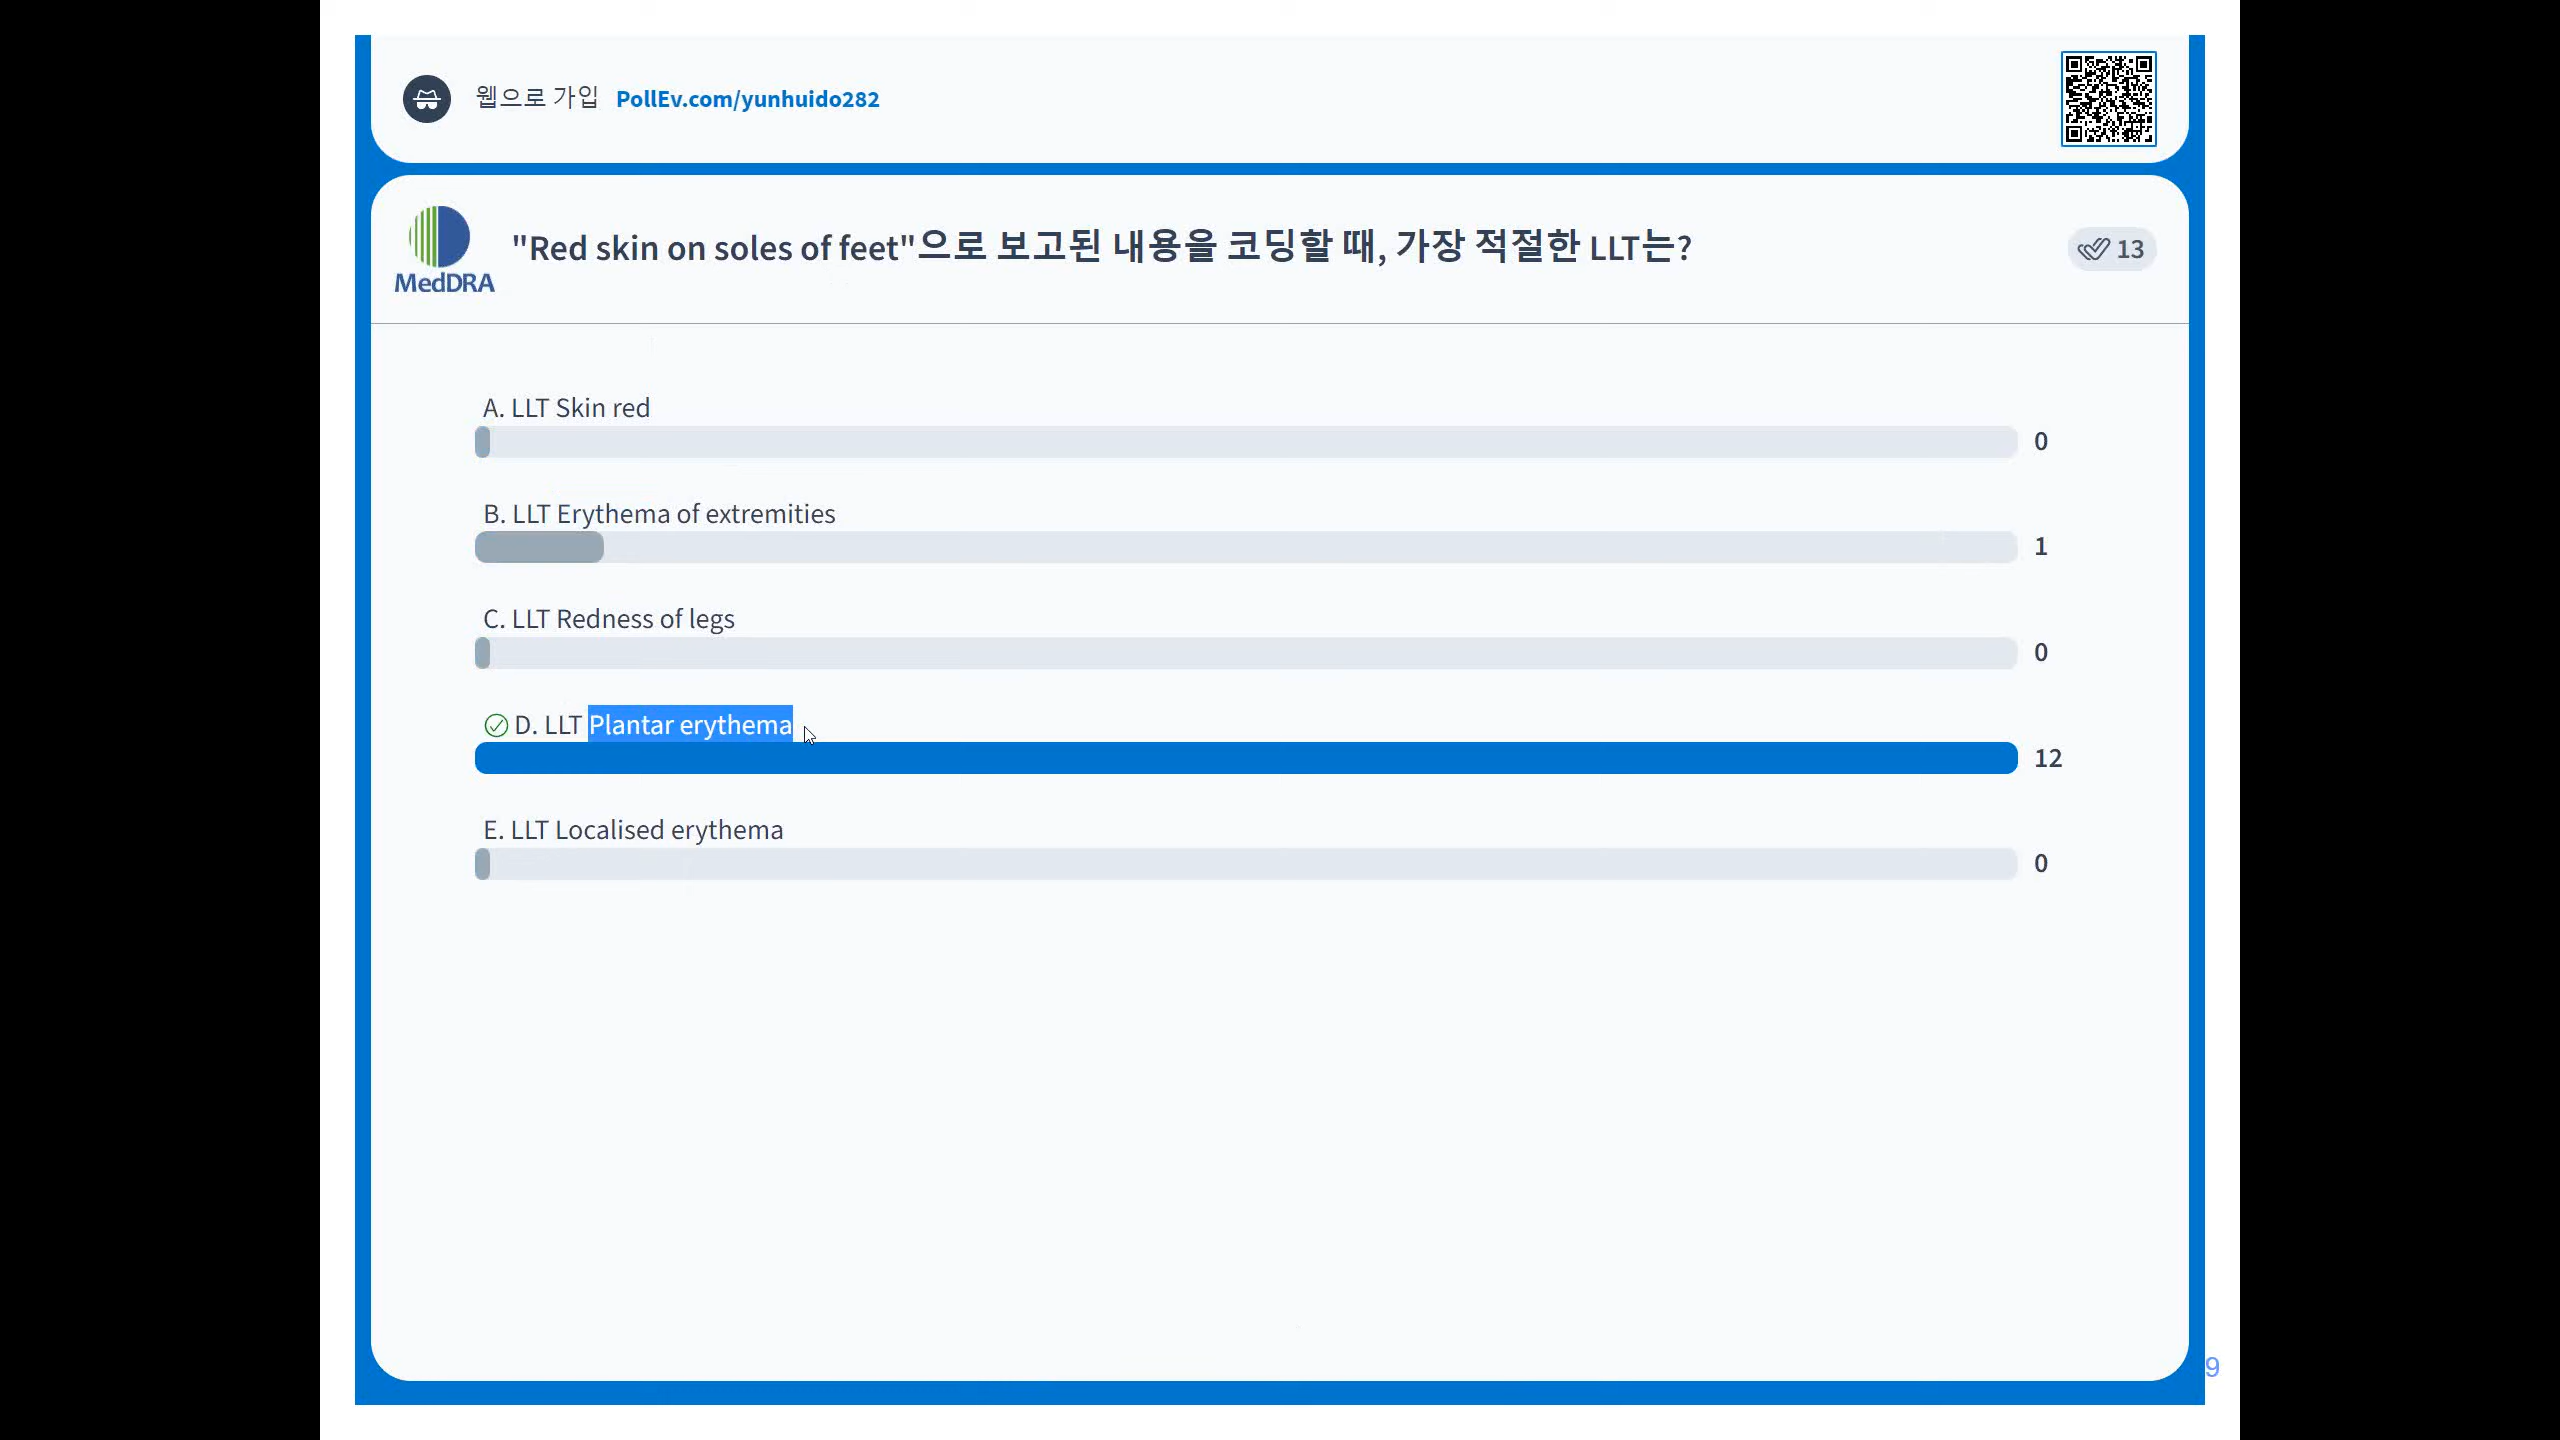 웹으로 가입 PollEv.com/yunhuido282
MedDRA
"Red skin on soles of feet"으로 보고된 내용을 코딩할 때, 가장 적절한 LLT는?
13
A. LLT Skin red
0
B. LLT Erythema of extremities
1
C. LLT Redness of legs
0
D. LLT Plantar erythema
12
E. LLT Localised erythema
0
9